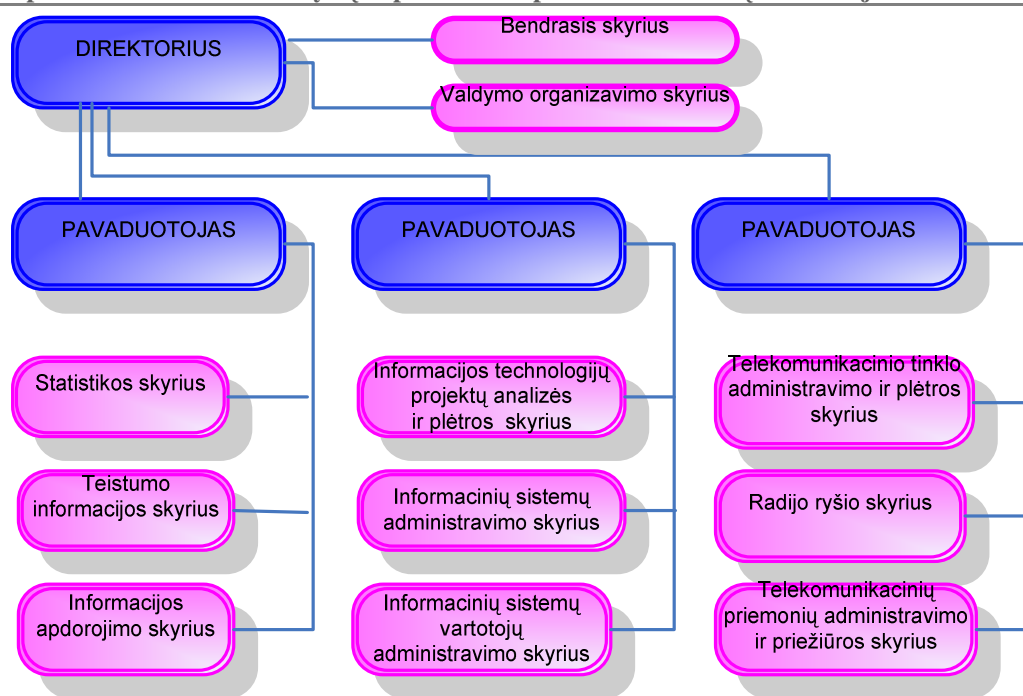 DIREKTORIUS
Bendrasis skyrius
Valdymo organizavimo skyrius
PAVADUOTOJAS
PAVADUOTOJAS
PAVADUOTOJAS
Statistikos skyrius
Teistumo
informacijos skyrius
Informacijos
apdorojimo skyrius
Informacijos technologijų
projektų analizės
ir plėtros skyrius
Informacinių sistemų
administravimo skyrius
Informacinių sistemų
vartotojų
administravimo skyrius
Telekomunikacinio tinklo
administravimo ir plėtros
skyrius
Radijo ryšio skyrius
Telekomunikacinių
priemonių administravimo
ir priežiūros skyrius